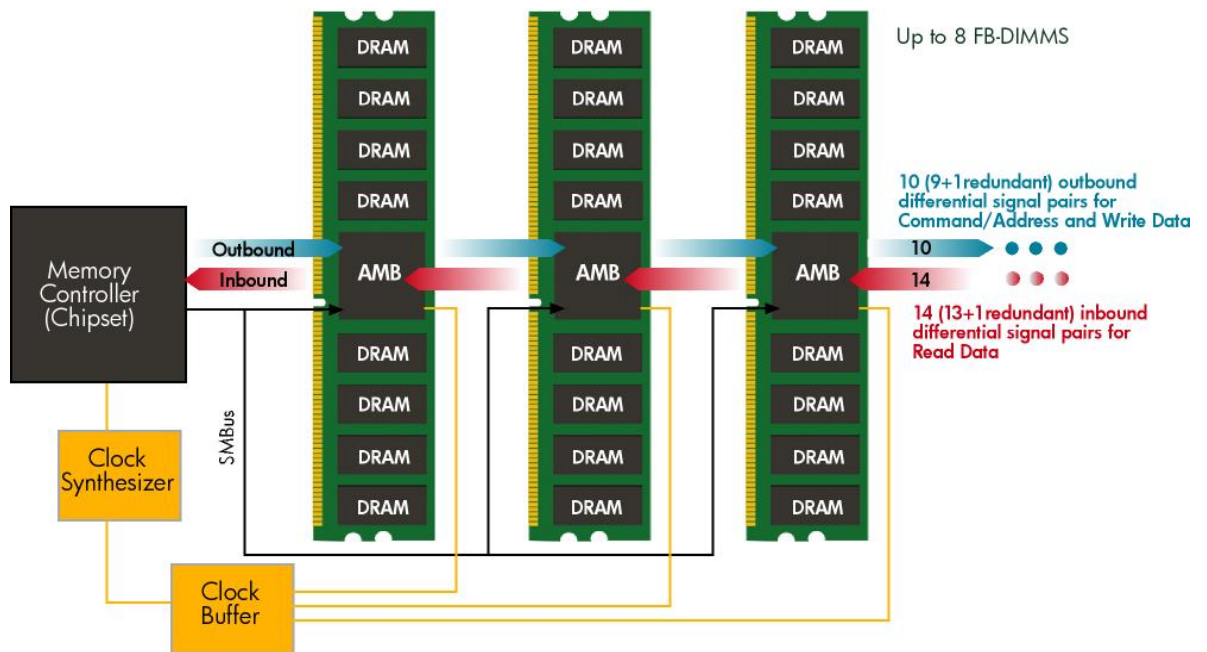 Up to 8 FB-DIMMS
DRAM
DRAM
DRAM
DRAM
AMB
DRAM
DRAM
DRAM
DRAM
DRAM
DRAM
DRAM
DRAM
AMB
DRAM
DRAM
DRAM
DRAM
DRAM
DRAM
DRAM
DRAM
AMB
DRAM
DRAM
DRAM
DRAM
Outbound
Inbound
Memory
Controller
(Chipset)
10 (9+1redundant) outbound
differential signal pairs for
Command/Address and Write Data
10
14
14 (13+1redundant) inbound
differential signal pairs for
Read Data
SMBus
Clock
Synthesizer
Clock
Buffer